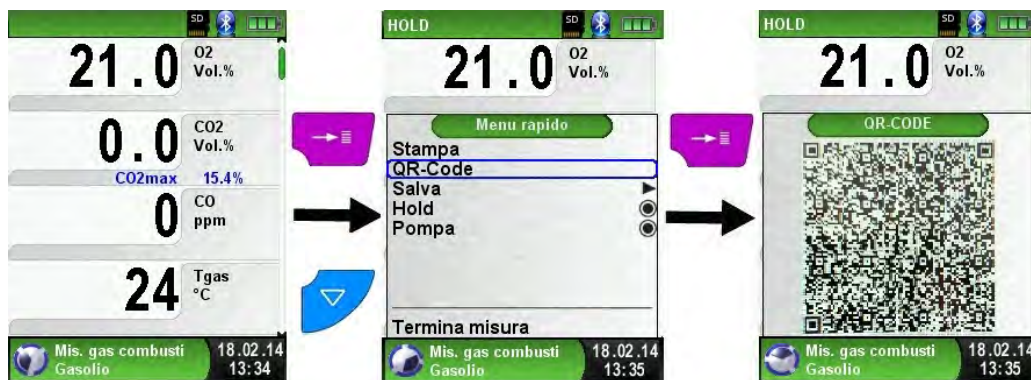 SD
21.0
O2
Vol.%
0.0
CO2
Vol.%
CO2max 15.4%
0
CO
ppm
24
Tgas
°C
Mis. gas combusti
Gasolio
18.02.14
13:34
HOLD
SD
21.0
O2
Vol.%
Menu rapido
Stampa
QR-Code
Salva
Hold
Pompa
Termina misura
Mis. gas combusti
Gasolio
18.02.14
13:35
HOLD
SD
21.0
O2
Vol.%
QR-CODE
Mis. gas combusti
Gasolio
18.02.14
13:35